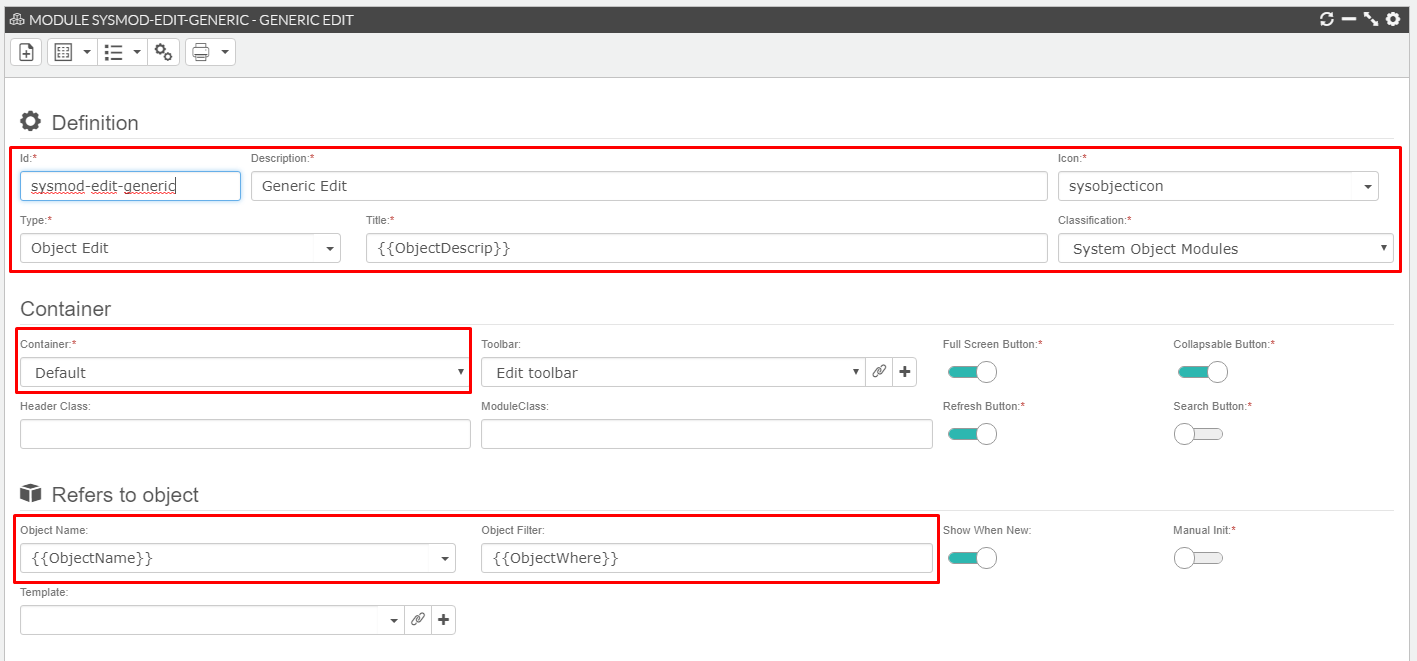 MODULE SYSMOD-EDIT-GENERIC - GENERIC EDIT
Definition
Id:* Description:* Icon:*
sysmod-edit-generic Generic Edit sysobjecticon
Type:* Title:* Classification:*
Object Edit {{ObjectDescrip}} System Object Modules
Container
Container:* Toolbar: Full Screen Button:* Collapsable Button:*
Default Edit toolbar
Header Class: ModuleClass: Refresh Button:* Search Button:*
Refers to object
Object Name: Object Filter: Show When New: Manual Init:*
{{ObjectName}} {{ObjectWhere}}
Template: